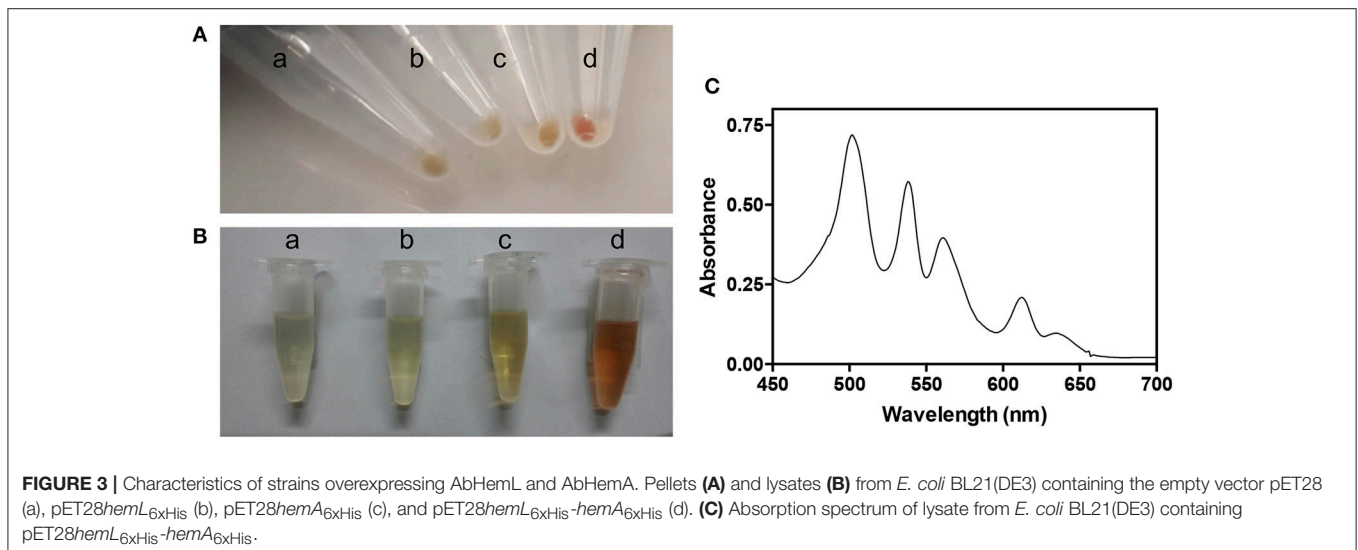 A
a
b
c
d
B
a
b
c
d
C
0.75
0.50
0.25
0.00
450
500
550
600
650
700
Absorbance
Wavelength (nm)
FIGURE 3 | Characteristics of strains overexpressing AbHemL and AbHemA. Pellets (A) and lysates (B) from E. coli BL21(DE3) containing the empty vector pET28
(a), pET28hemL6xHis (b), pET28hemA6xHis (c), and pET28hemL6xHis-hemA6xHis (d). (C) Absorption spectrum of lysate from E. coli BL21(DE3) containing
pET28hemL6xHis-hemA6xHis.